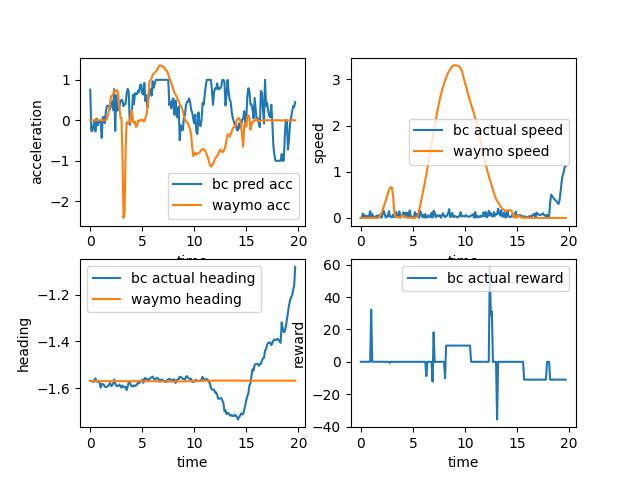 acceleration
1
0
−1
−2
bc pred acc
waymo acc
0 5 10 15 20
time
speed
3
2
1
0
bc actual speed
waymo speed
0 5 10 15 20
time
heading
−1.2
−1.4
−1.6
bc actual heading
waymo heading
0 5 10 15 20
time
reward
60
40
20
0
−20
−40
bc actual reward
0 5 10 15 20
time